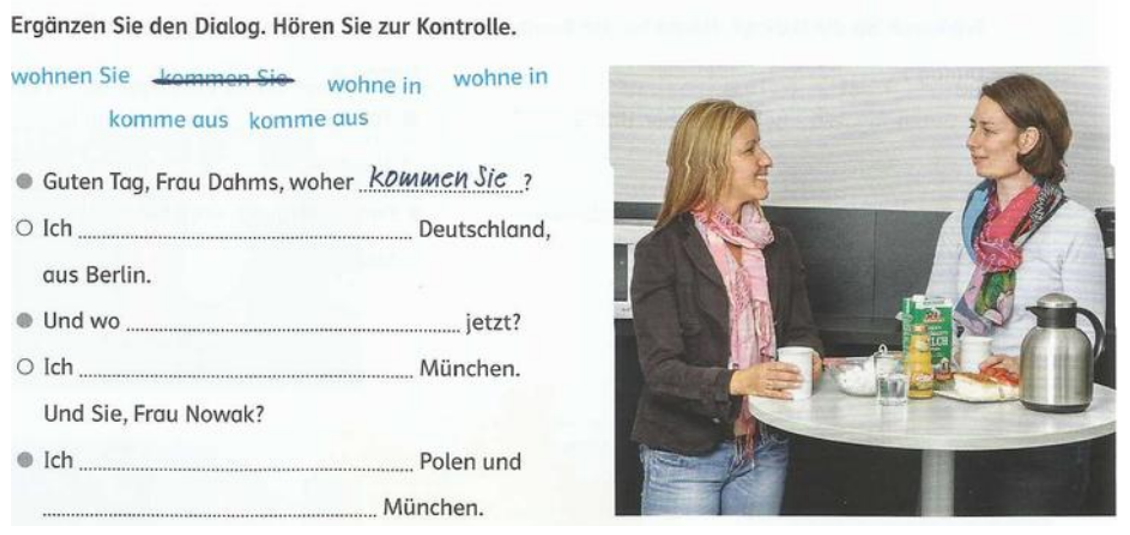 Ergänzen Sie den Dialog. Hören Sie zur Kontrolle.
wohnen Sie kommen Sie wohne in wohne in
komme aus komme aus
Guten Tag, Frau Dahms, woher kommen Sie ?
Ich ........ Deutschland,
aus Berlin.
Und wo ........ jetzt?
Ich ........ München.
Und Sie, Frau Nowak?
Ich ........ Polen und
........ München.